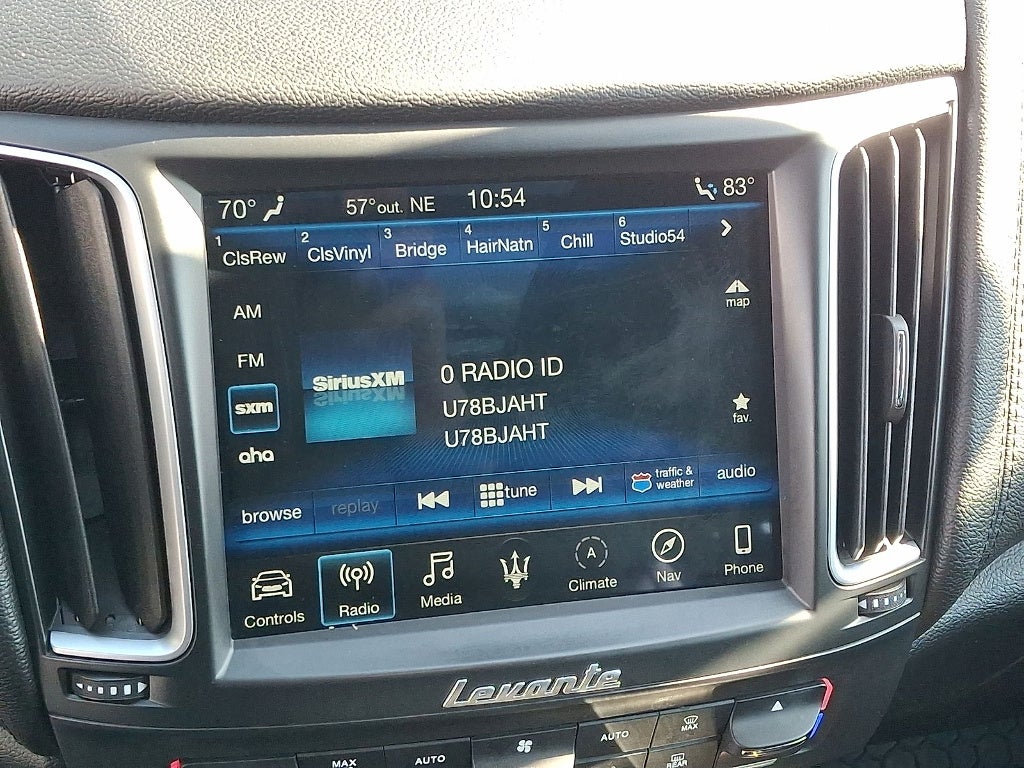 70° 57° out. NE 10:54 83°
1 ClsRew 2 ClsVinyl 3 Bridge 4 HairNatn 5 Chill 6 Studio54
AM
map
FM
SiriusXM
0 RADIO ID
sxm
U78BJAHT
fav.
U78BJAHT
aha
browse replay tune traffic & weather audio
Controls Radio Media A Climate Nav Phone
Levante
MAX AUTO AUTO MAX
REAR